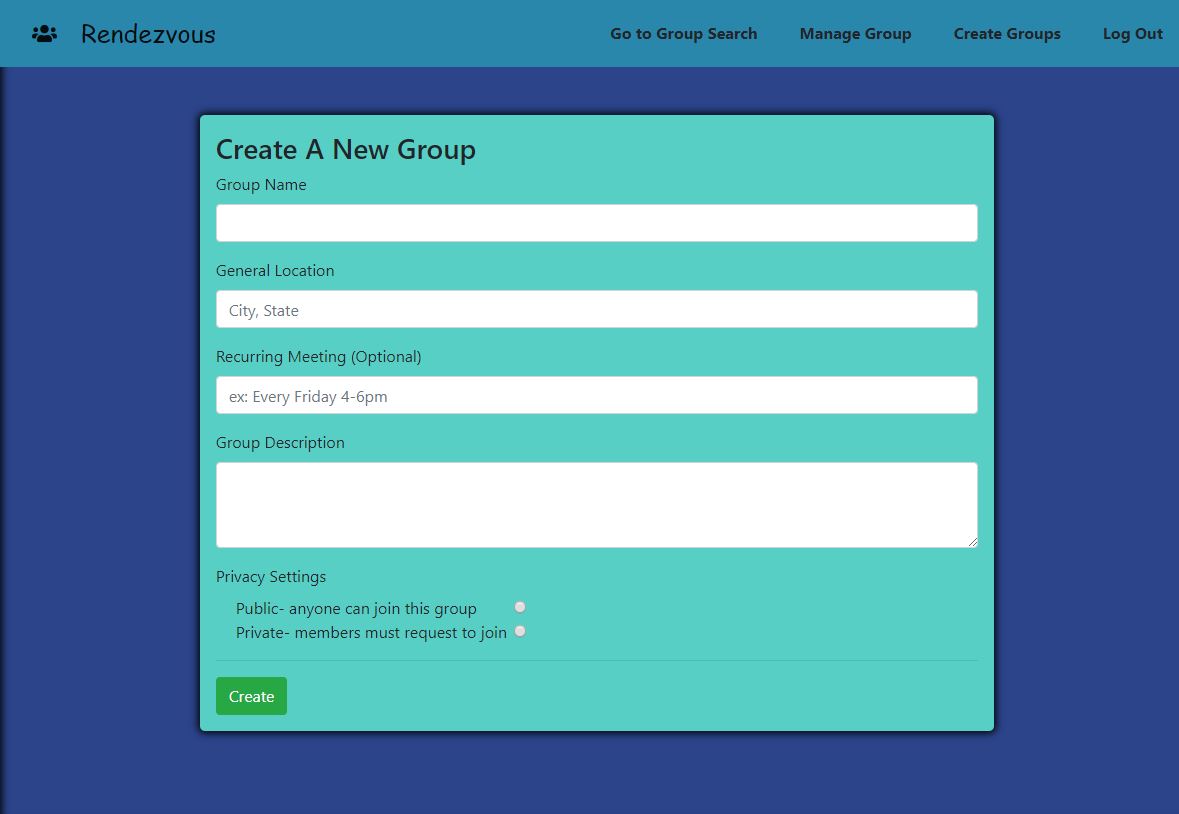 Rendezvous
Go to Group Search
Manage Group
Create Groups
Log Out
Create A New Group
Group Name
General Location
City, State
Recurring Meeting (Optional)
ex: Every Friday 4-6pm
Group Description
Privacy Settings
Public- anyone can join this group
Private- members must request to join
Create